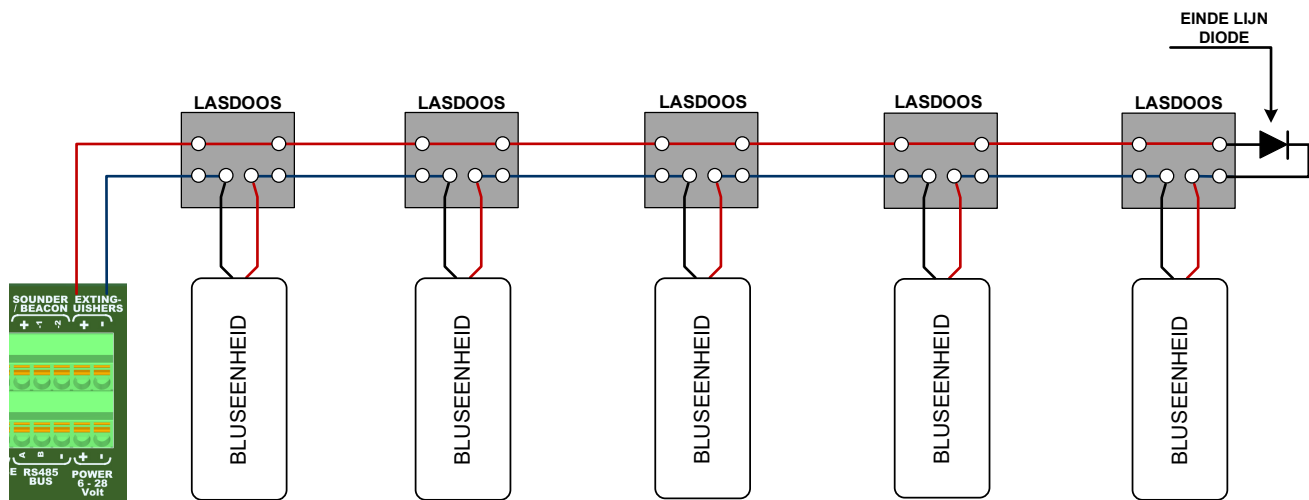 EINDE LIJN
DIODE
LASDOOS
LASDOOS
LASDOOS
LASDOOS
LASDOOS
SOUNDER
/ BEACON
EXTING-
UISHERS
+ -1 -2 + -
BLUSEENHEID
BLUSEENHEID
BLUSEENHEID
BLUSEENHEID
BLUSEENHEID
A B - + -
E RS485
BUS
POWER
6 - 28
Volt